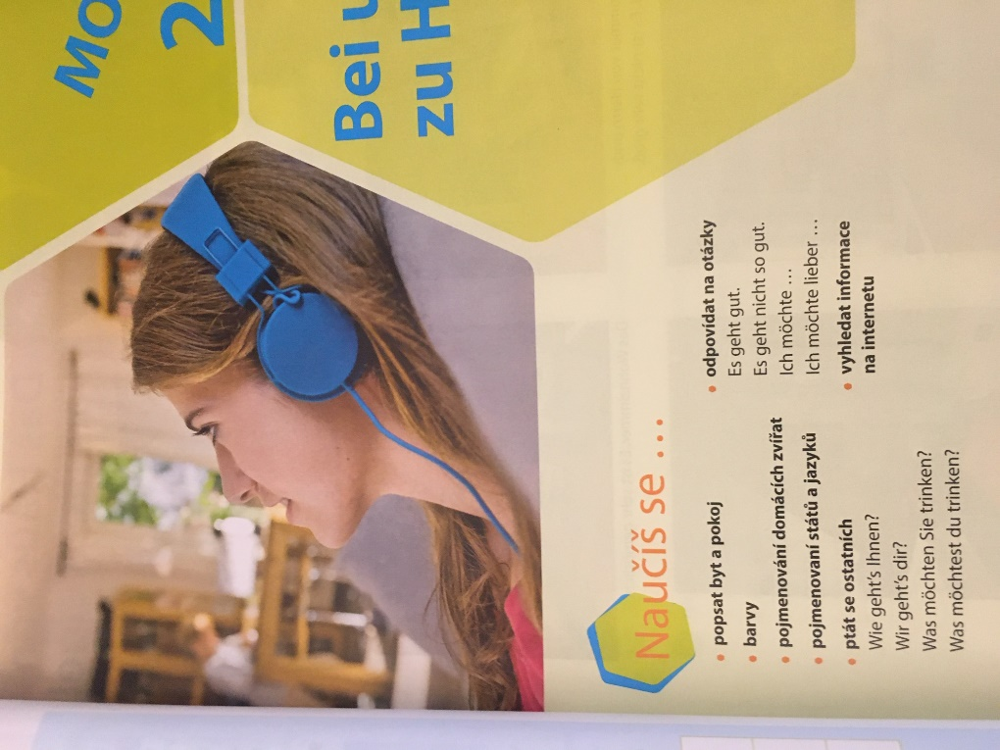 Mo
2
Bei u
zu H
Naučíš se ...
• popsat byt a pokoj
• barvy
• pojmenování domácích zvířat
• pojmenovaní států a jazyků
• ptát se ostatních
Wie geht's Ihnen?
Wir geht's dir?
Was möchten Sie trinken?
Was möchtest du trinken?
• odpovídat na otázky
Es geht gut.
Es geht nicht so gut.
Ich möchte ...
Ich möchte lieber ...
• vyhledat informace
na internetu